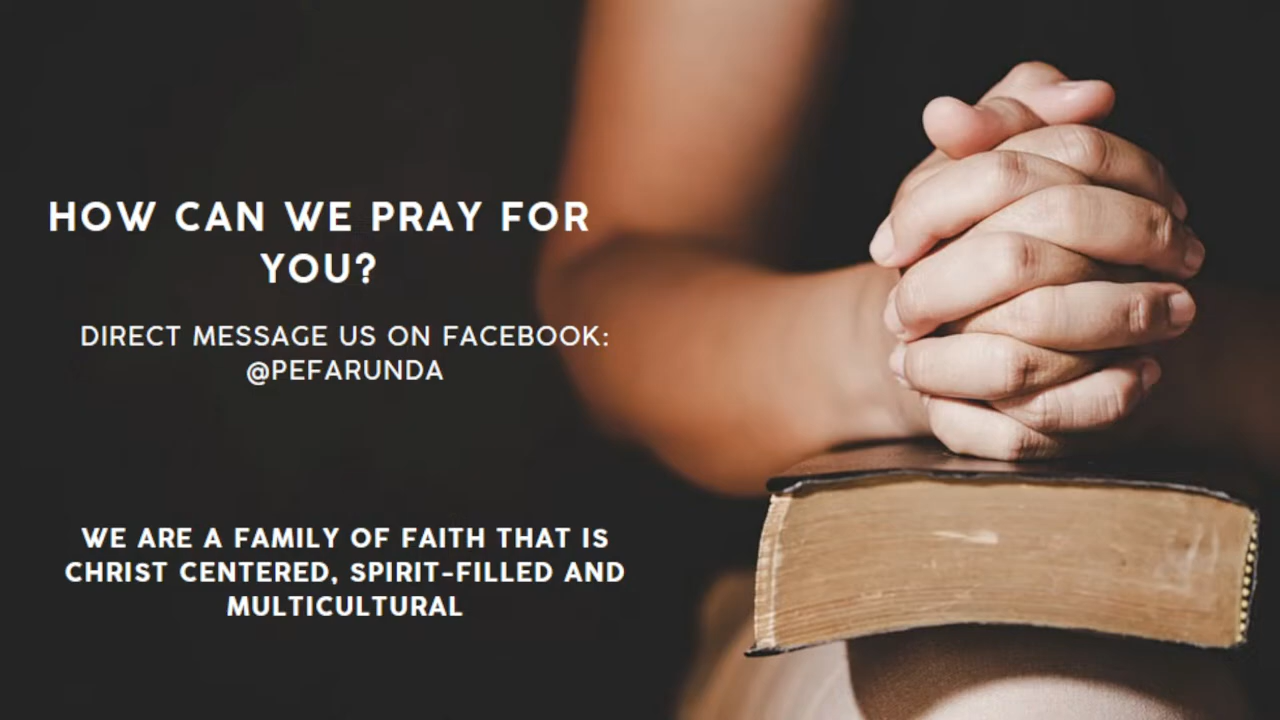 HOW CAN WE PRAY FOR
YOU?
DIRECT MESSAGE US ON FACEBOOK:
@PEFARUNDA
WE ARE A FAMILY OF FAITH THAT IS
CHRIST CENTERED, SPIRIT-FILLED AND
MULTICULTURAL